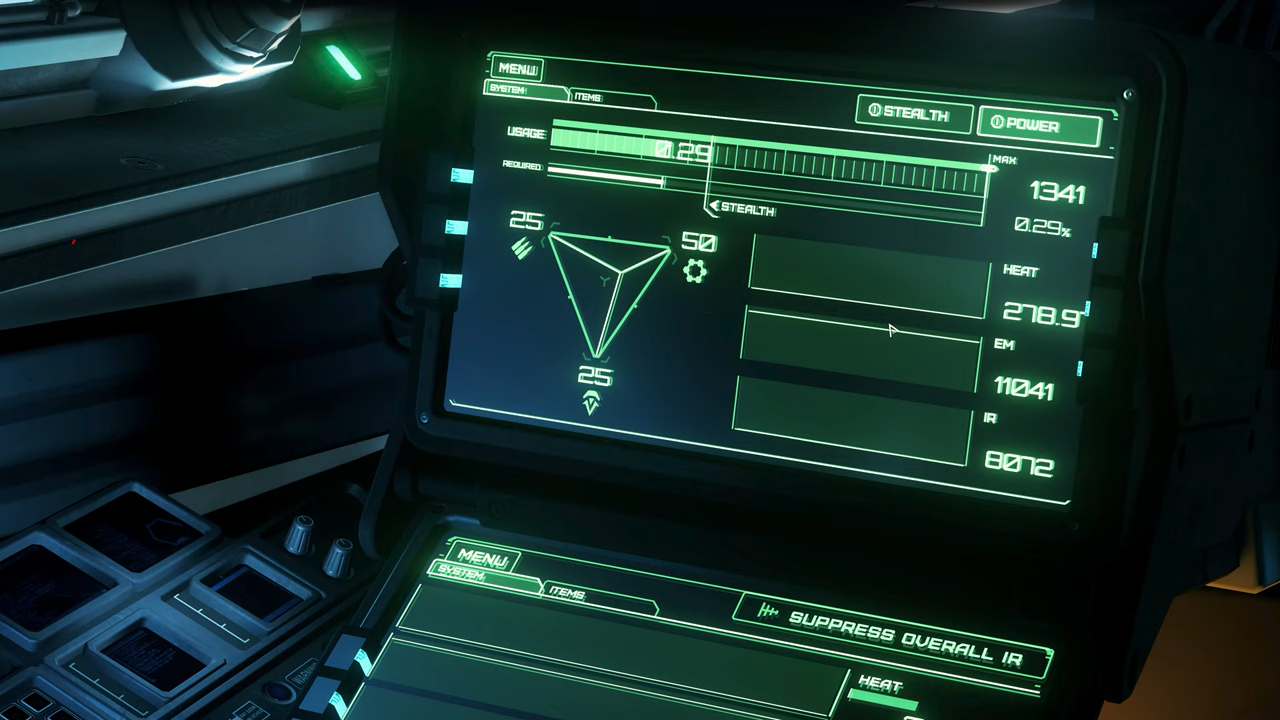 MENU
SYSTEM
ITEMS
STEALTH
POWER
USAGE
0.29
MAX
REQUIRED
1341
STEALTH
0.29%
25
50
HEAT
278.9
EM
11041
25
IR
8072
MENU
SYSTEM
ITEMS
SUPPRESS OVERALL IR
HEAT